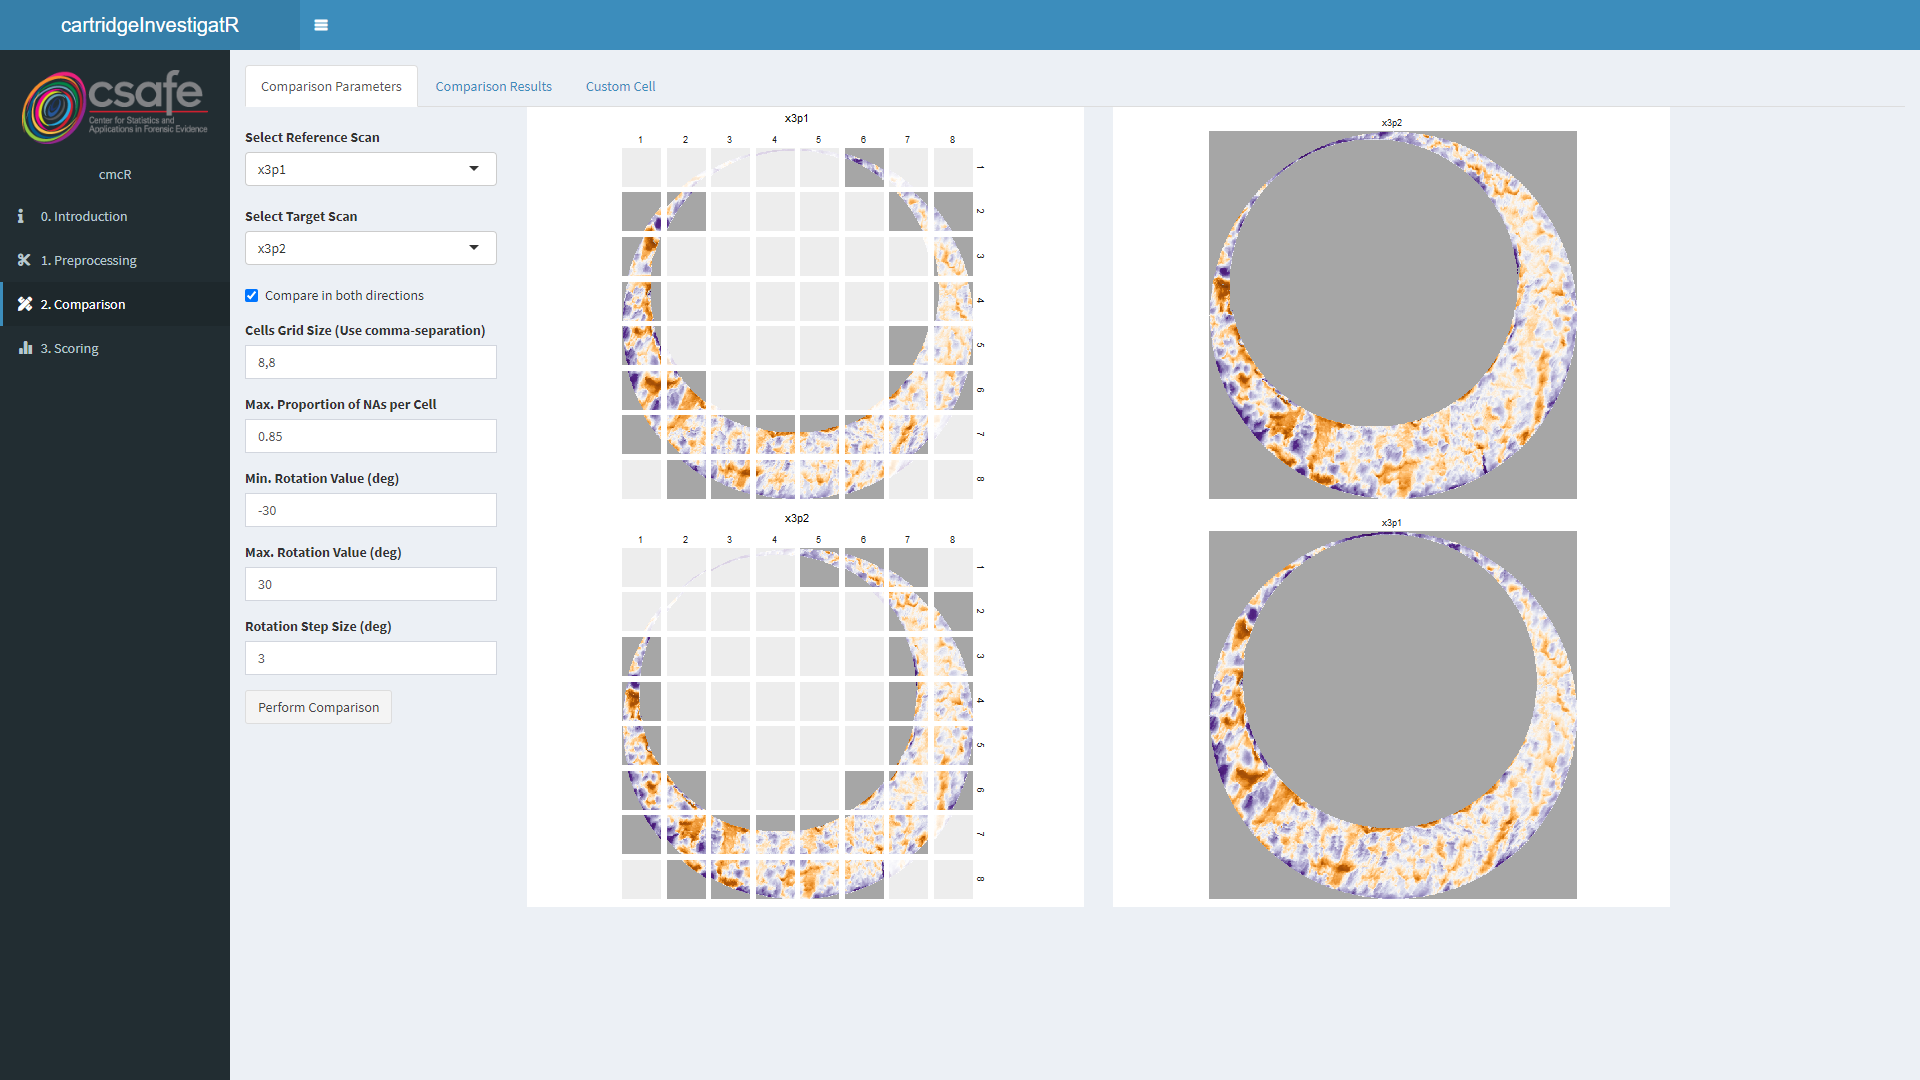 cartridgeInvestigatR
csafe
Center for Statistics and
Applications in Forensic Evidence
cmcR
0. Introduction
1. Preprocessing
2. Comparison
3. Scoring
Comparison Parameters
Comparison Results
Custom Cell
Select Reference Scan
x3p1
Select Target Scan
x3p2
Compare in both directions
Cells Grid Size (Use comma-separation)
8,8
Max. Proportion of NAs per Cell
0.85
Min. Rotation Value (deg)
-30
Max. Rotation Value (deg)
30
Rotation Step Size (deg)
3
Perform Comparison
x3p1
1 2 3 4 5 6 7 8
1
2
3
4
5
6
7
8
x3p2
1 2 3 4 5 6 7 8
1
2
3
4
5
6
7
8
x3p2
x3p1